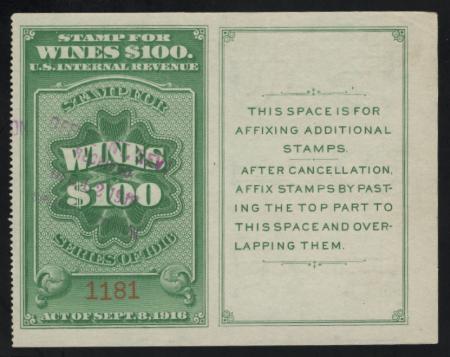 STAMP FOR
WINES $100.
U.S. INTERNAL REVENUE
STAMP FOR
WINES
$100
SERIES OF 1916
1181
ACT OF SEPT. 8, 1916
THIS SPACE IS FOR
AFFIXING ADDITIONAL
STAMPS.
AFTER CANCELLATION,
AFFIX STAMPS BY PAST-
ING THE TOP PART TO
THIS SPACE AND OVER-
LAPPING THEM.